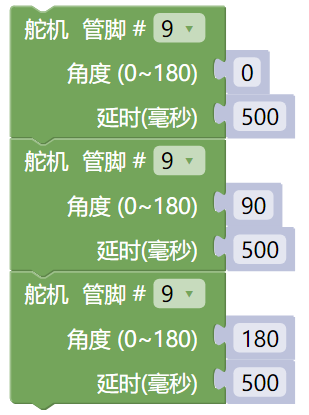 舵机 管脚 # 9
角度 (0~180) 0
延时(毫秒) 500
舵机 管脚 # 9
角度 (0~180) 90
延时(毫秒) 500
舵机 管脚 # 9
角度 (0~180) 180
延时(毫秒) 500